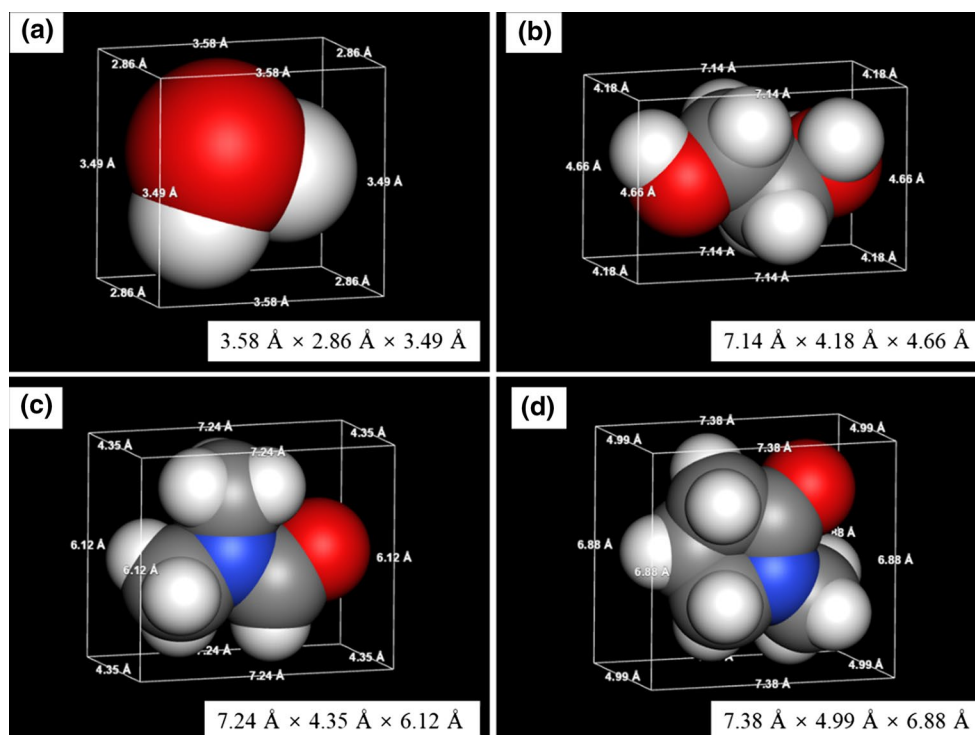 (a)
3.58 Å
2.86 Å
2.86 Å
3.58 Å
3.49 Å
3.49 Å
3.49 Å
2.86 Å
2.86 Å
3.58 Å
3.58 Å × 2.86 Å × 3.49 Å
(b)
7.14 Å
4.18 Å
4.18 Å
7.14 Å
4.66 Å
4.66 Å
4.66 Å
7.14 Å
4.18 Å
4.18 Å
7.14 Å
7.14 Å × 4.18 Å × 4.66 Å
(c)
7.24 Å
4.35 Å
4.35 Å
7.24 Å
6.12 Å
6.12 Å
6.12 Å
7.24 Å
4.35 Å
4.35 Å
7.24 Å
7.24 Å × 4.35 Å × 6.12 Å
(d)
7.38 Å
4.99 Å
4.99 Å
7.38 Å
88 Å
6.88 Å
6.88 Å
6.88 Å
4.99 Å
4.99 Å
7.38 Å
7.38 Å × 4.99 Å × 6.88 Å